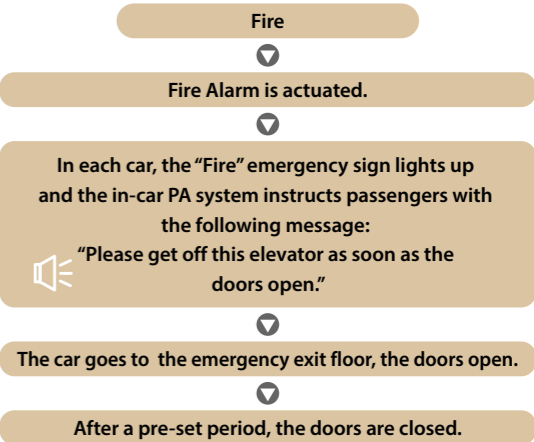 Fire
Fire Alarm is actuated.
In each car, the “Fire” emergency sign lights up
and the in-car PA system instructs passengers with
the following message:
“Please get off this elevator as soon as the
doors open.”
The car goes to the emergency exit floor, the doors open.
After a pre-set period, the doors are closed.